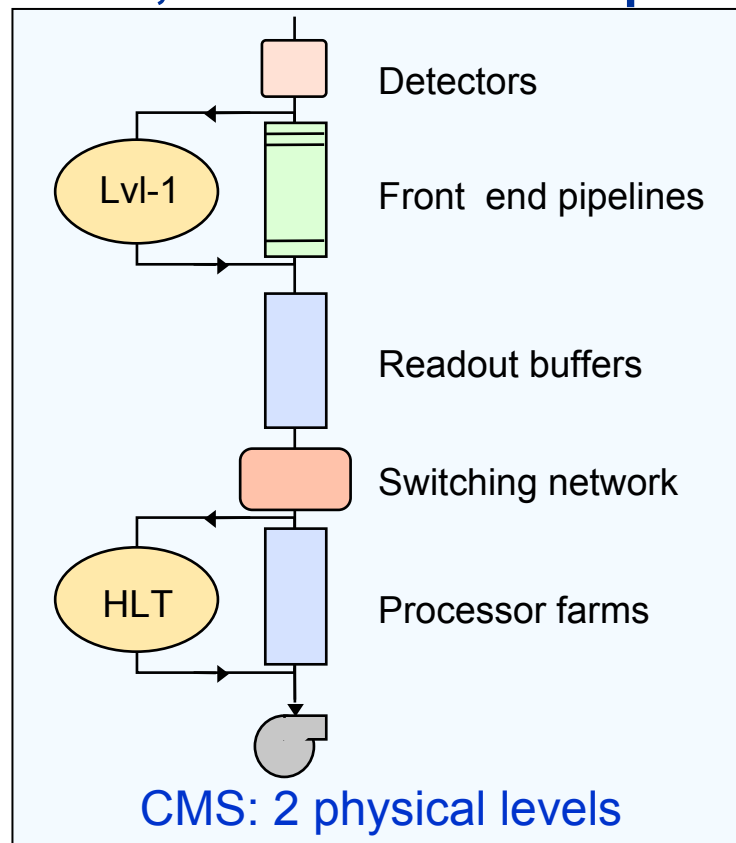 Detectors
Lvl-1
Front end pipelines
Readout buffers
Switching network
HLT
Processor farms
CMS: 2 physical levels